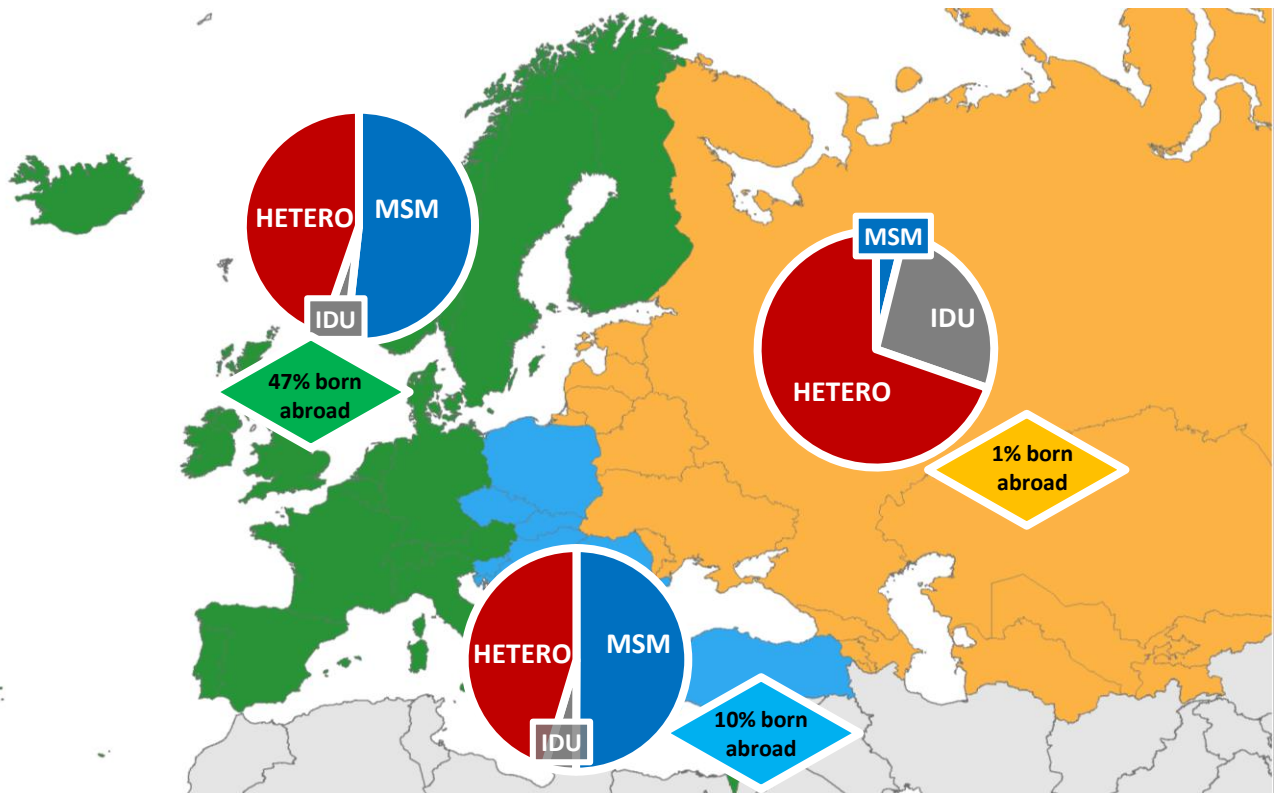 HETERO
MSM
IDU
47% born
abroad
MSM
IDU
HETERO
1% born
abroad
HETERO
MSM
IDU
10% born
abroad